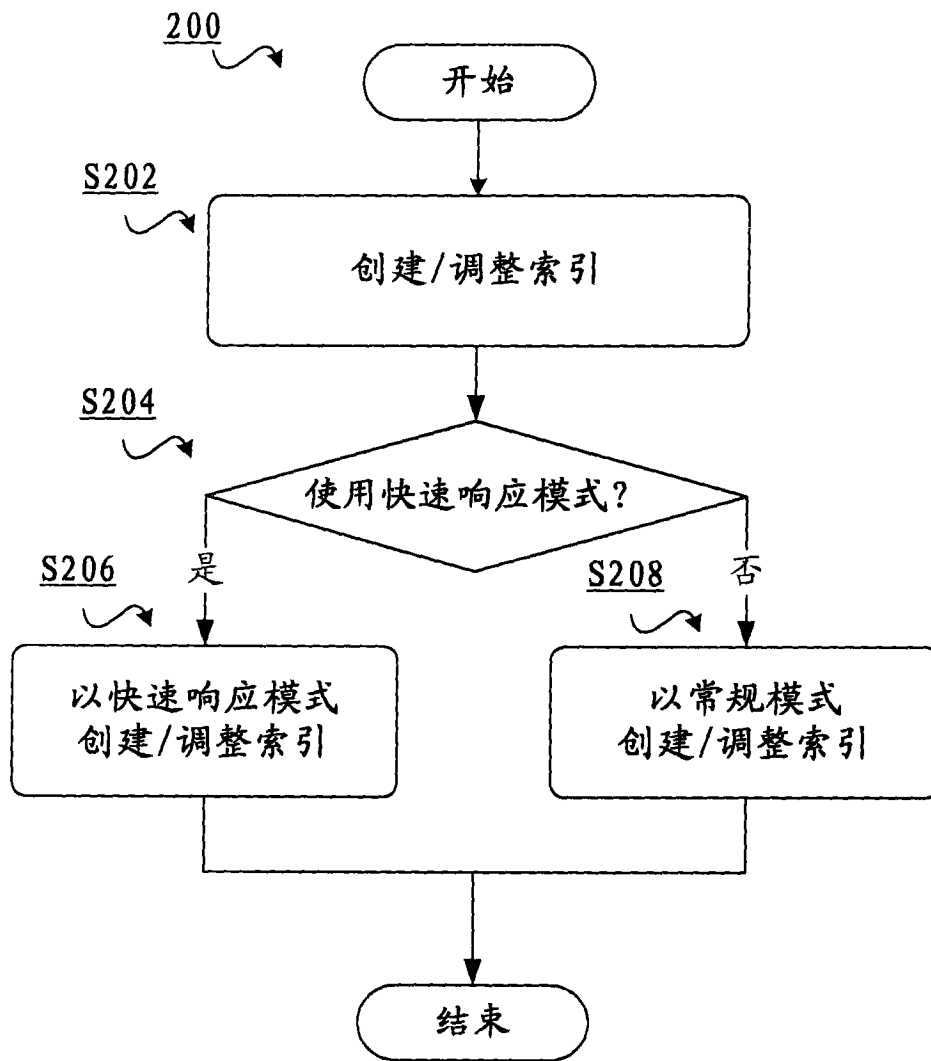 200
开始
S202
创建/调整索引
S204
使用快速响应模式?
S206
是
S208
否
以快速响应模式
创建/调整索引
以常规模式
创建/调整索引
结束